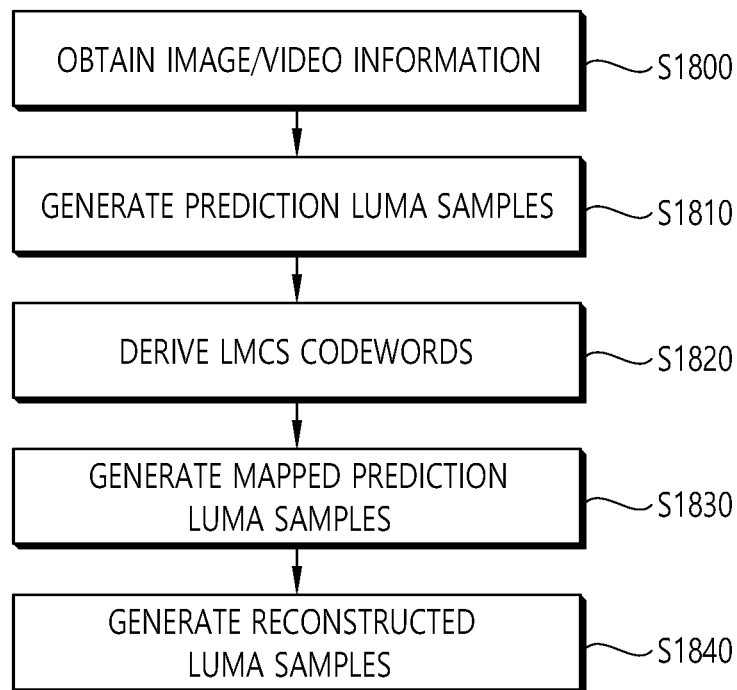 OBTAIN IMAGE/VIDEO INFORMATION
S1800
GENERATE PREDICTION LUMA SAMPLES
S1810
DERIVE LMCS CODEWORDS
S1820
GENERATE MAPPED PREDICTION
LUMA SAMPLES
S1830
GENERATE RECONSTRUCTED
LUMA SAMPLES
S1840